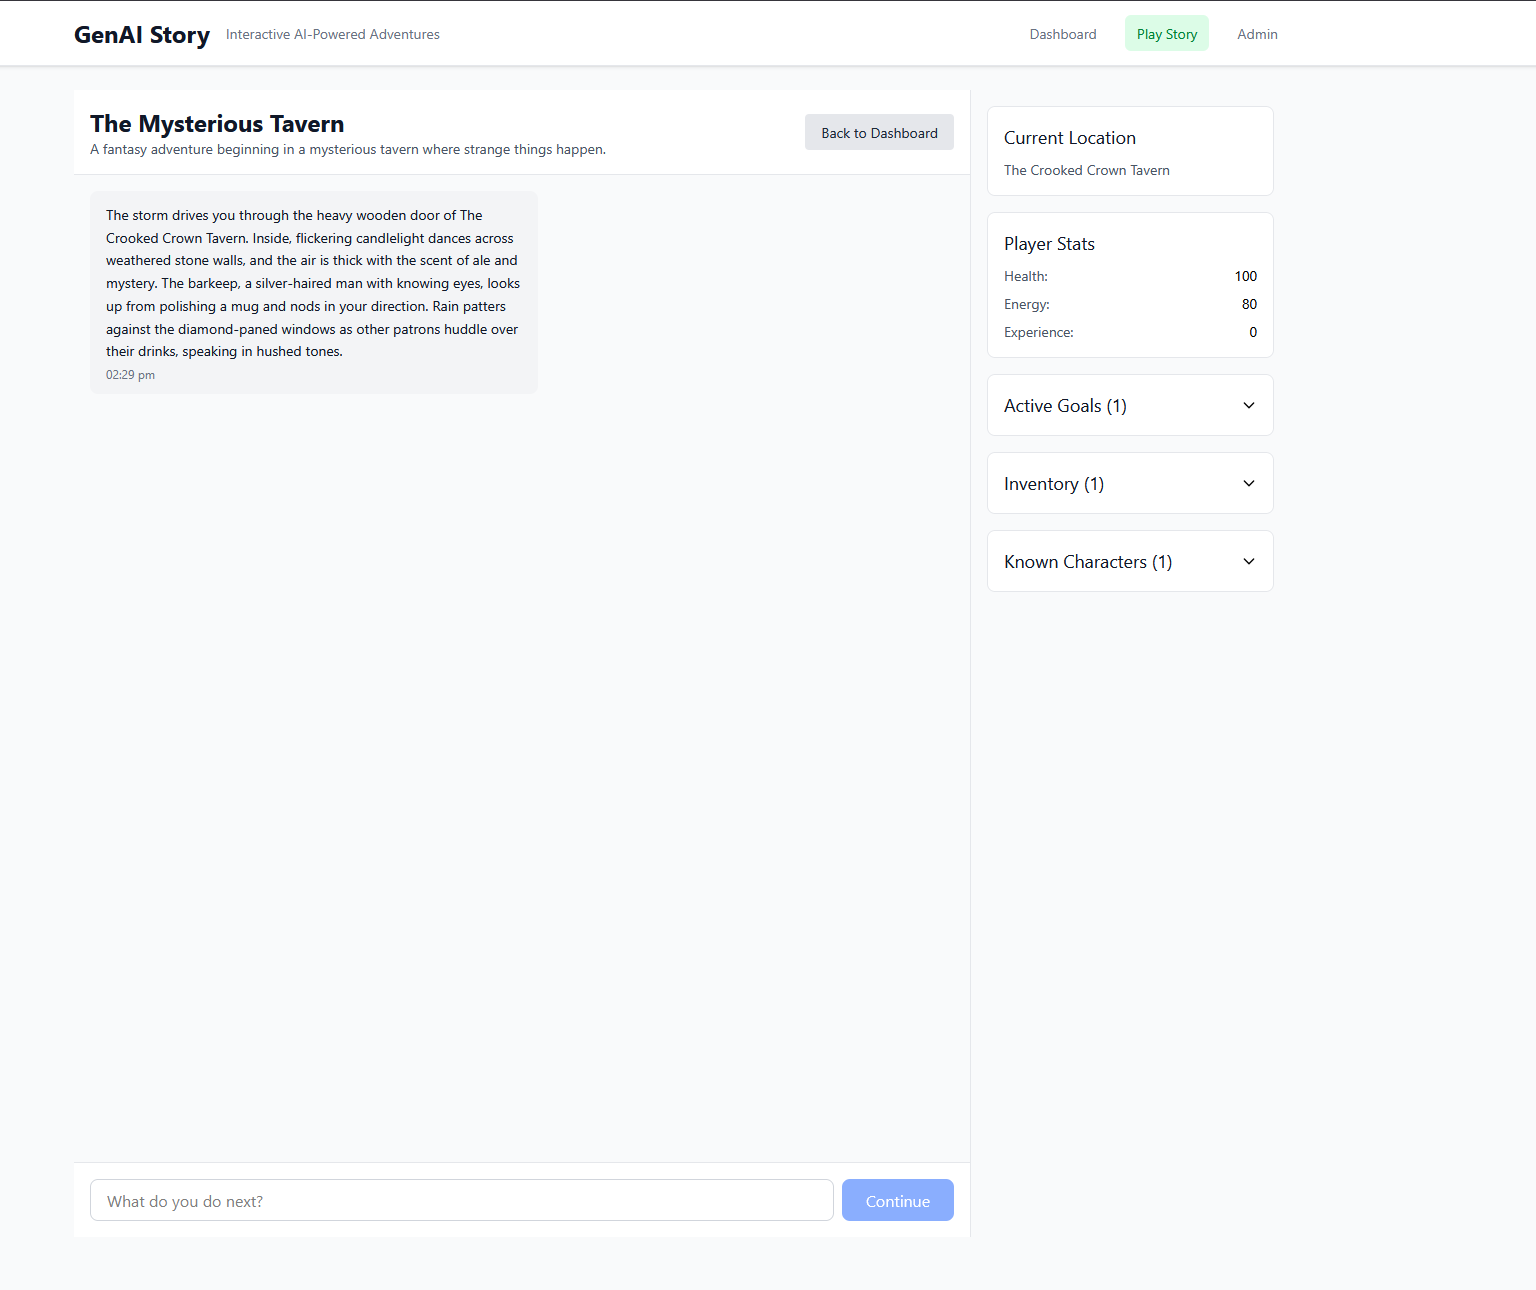 GenAI Story
Interactive AI-Powered Adventures
Dashboard
Play Story
Admin
The Mysterious Tavern
A fantasy adventure beginning in a mysterious tavern where strange things happen.
Back to Dashboard
The storm drives you through the heavy wooden door of The
Crooked Crown Tavern. Inside, flickering candlelight dances across
weathered stone walls, and the air is thick with the scent of ale and
mystery. The barkeep, a silver-haired man with knowing eyes, looks
up from polishing a mug and nods in your direction. Rain patters
against the diamond-paned windows as other patrons huddle over
their drinks, speaking in hushed tones.
02:29 pm
What do you do next?
Continue
Current Location
The Crooked Crown Tavern
Player Stats
Health: 100
Energy: 80
Experience: 0
Active Goals (1)
Inventory (1)
Known Characters (1)